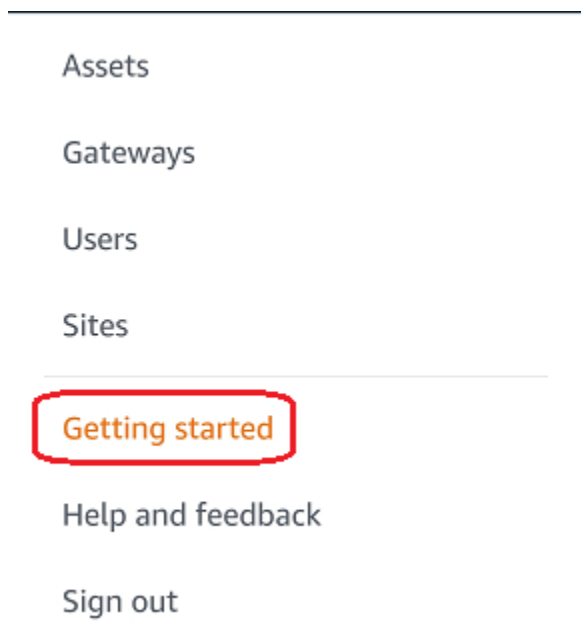 Assets
Gateways
Users
Sites
Getting started
Help and feedback
Sign out